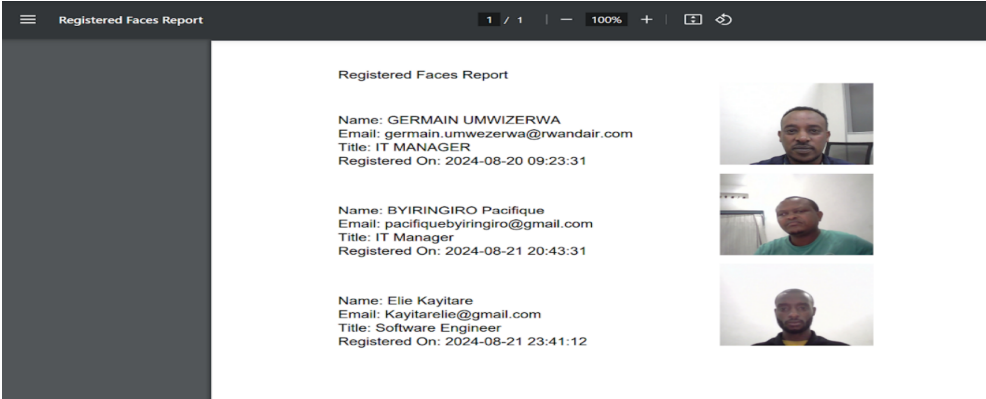 Registered Faces Report
1 / 1 | — 100% + |
Registered Faces Report
Name: GERMAIN UMWIZERWA
Email: germain.umwezerwa@rwandair.com
Title: IT MANAGER
Registered On: 2024-08-20 09:23:31
Name: BYIRINGIRO Pacifique
Email: pacifiquebyiringiro@gmail.com
Title: IT Manager
Registered On: 2024-08-21 20:43:31
Name: Elie Kayitare
Email: Kayitarelie@gmail.com
Title: Software Engineer
Registered On: 2024-08-21 23:41:12